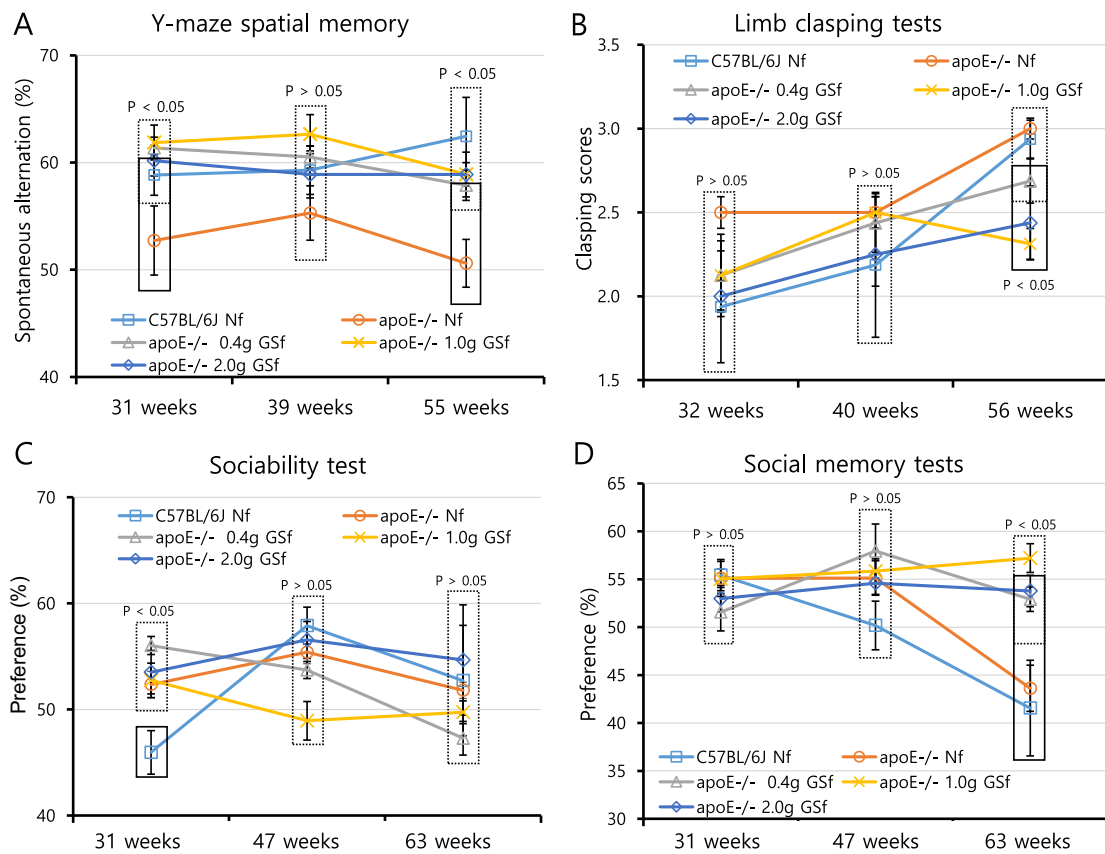 A
Y-maze spatial memory
Spontaneous alternation (%)
70
60
50
40
P < 0.05
P > 0.05
P < 0.05
C57BL/6J Nf
apoE-/- Nf
apoE-/- 0.4g GSf
apoE-/- 1.0g GSf
apoE-/- 2.0g GSf
31 weeks
39 weeks
55 weeks
B
Limb clasping tests
Clasping scores
3.5
3.0
2.5
2.0
1.5
C57BL/6J Nf
apoE-/- Nf
apoE-/- 0.4g GSf
apoE-/- 1.0g GSf
apoE-/- 2.0g GSf
P > 0.05
P > 0.05
P < 0.05
P < 0.05
32 weeks
40 weeks
56 weeks
C
Sociability test
Preference (%)
70
60
50
40
C57BL/6J Nf
apoE-/- Nf
apoE-/- 0.4g GSf
apoE-/- 1.0g GSf
apoE-/- 2.0g GSf
P < 0.05
P > 0.05
P > 0.05
31 weeks
47 weeks
63 weeks
D
Social memory tests
Preference (%)
65
60
55
50
45
40
35
30
P > 0.05
P > 0.05
P < 0.05
C57BL/6J Nf
apoE-/- Nf
apoE-/- 0.4g GSf
apoE-/- 1.0g GSf
apoE-/- 2.0g GSf
31 weeks
47 weeks
63 weeks